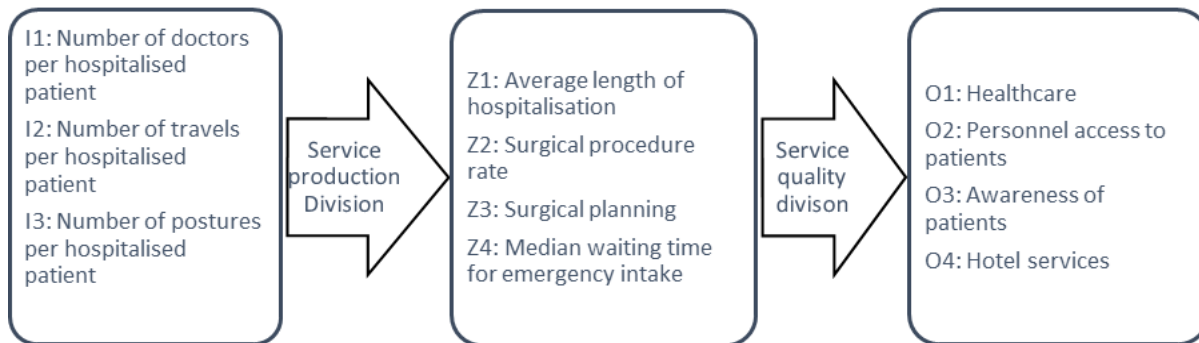 I1: Number of doctors
per hospitalised
patient
I2: Number of travels
per hospitalised
patient
I3: Number of postures
per hospitalised
patient
Service
production
Division
Z1: Average length of
hospitalisation
Z2: Surgical procedure
rate
Z3: Surgical planning
Z4: Median waiting time
for emergency intake
Service
quality
divison
O1: Healthcare
O2: Personnel access to
patients
O3: Awareness of
patients
O4: Hotel services